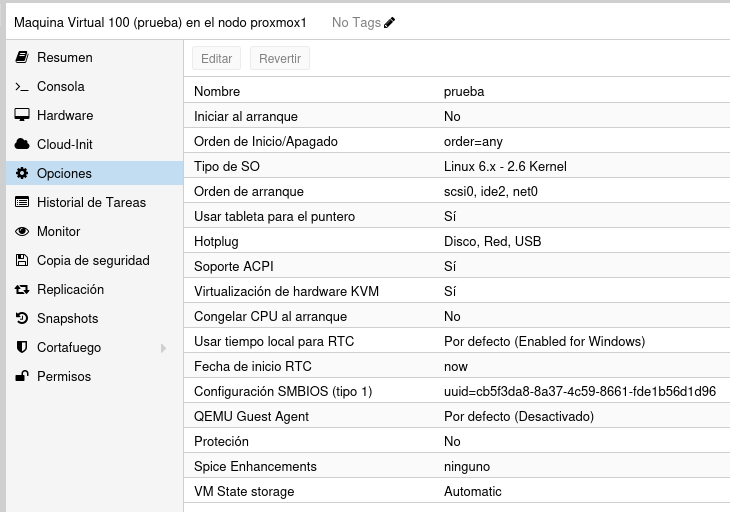 Maquina Virtual 100 (prueba) en el nodo proxmox1 No Tags
Resumen
Consola
Hardware
Cloud-Init
Opciones
Historial de Tareas
Monitor
Copia de seguridad
Replicación
Snapshots
Cortafuego
Permisos
Editar Revertir
Nombre prueba
Iniciar al arranque No
Orden de Inicio/Apagado order=any
Tipo de SO Linux 6.x - 2.6 Kernel
Orden de arranque scsi0, ide2, net0
Usar tableta para el puntero Sí
Hotplug Disco, Red, USB
Soporte ACPI Sí
Virtualización de hardware KVM Sí
Congelar CPU al arranque No
Usar tiempo local para RTC Por defecto (Enabled for Windows)
Fecha de inicio RTC now
Configuración SMBIOS (tipo 1) uuid=cb5f3da8-8a37-4c59-8661-fde1b56d1d96
QEMU Guest Agent Por defecto (Desactivado)
Proteción No
Spice Enhancements ninguno
VM State storage Automatic